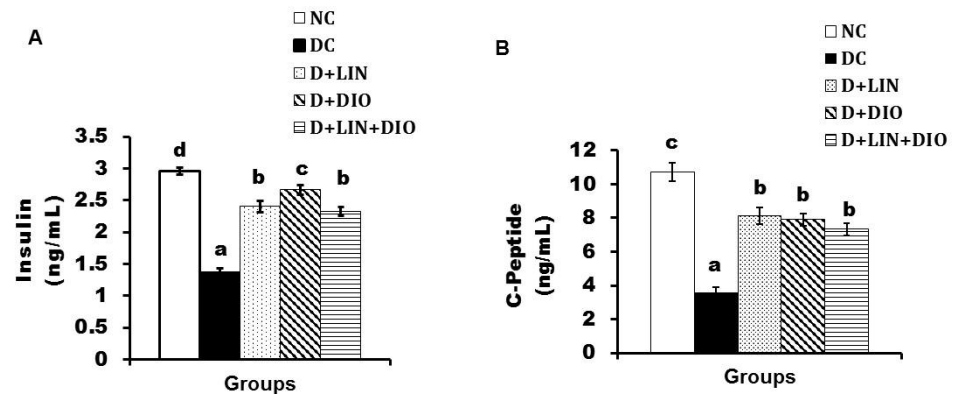 A
NC
DC
D+LIN
D+DIO
D+LIN+DIO
Insulin
(ng/mL)
3.5
3
2.5
2
1.5
1
0.5
0
d
a
b
c
b
Groups
B
NC
DC
D+LIN
D+DIO
D+LIN+DIO
C-Peptide
(ng/mL)
12
10
8
6
4
2
0
c
a
b
b
b
Groups